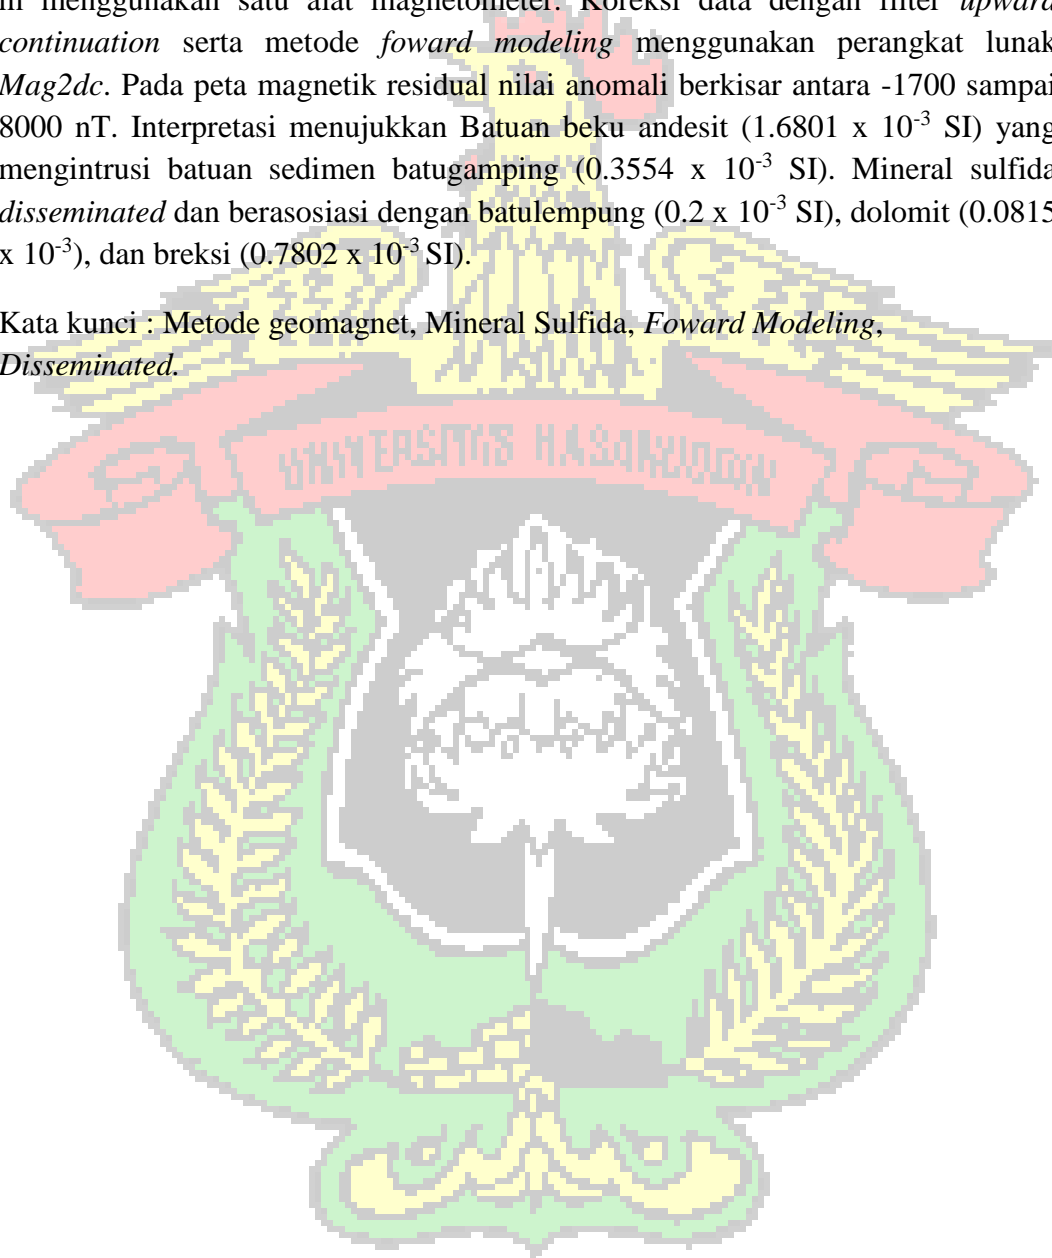 menggunakan satu alat magnetometer. Koreksi data dengan filter upward
continuation serta metode foward modeling menggunakan perangkat lunak
Mag2dc. Pada peta magnetik residual nilai anomali berkisar antara -1700 sampai
8000 nT. Interpretasi menujukkan Batuan beku andesit (1.6801 x 10⁻³ SI) yang
mengintrusi batuan sedimen batugamping (0.3554 x 10⁻³ SI). Mineral sulfida
disseminated dan berasosiasi dengan batulempung (0.2 x 10⁻³ SI), dolomit (0.0815
x 10⁻³), dan breksi (0.7802 x 10⁻³ SI).
Kata kunci : Metode geomagnet, Mineral Sulfida, Foward Modeling,
Disseminated.
UNIVERSITAS HASANUDDIN